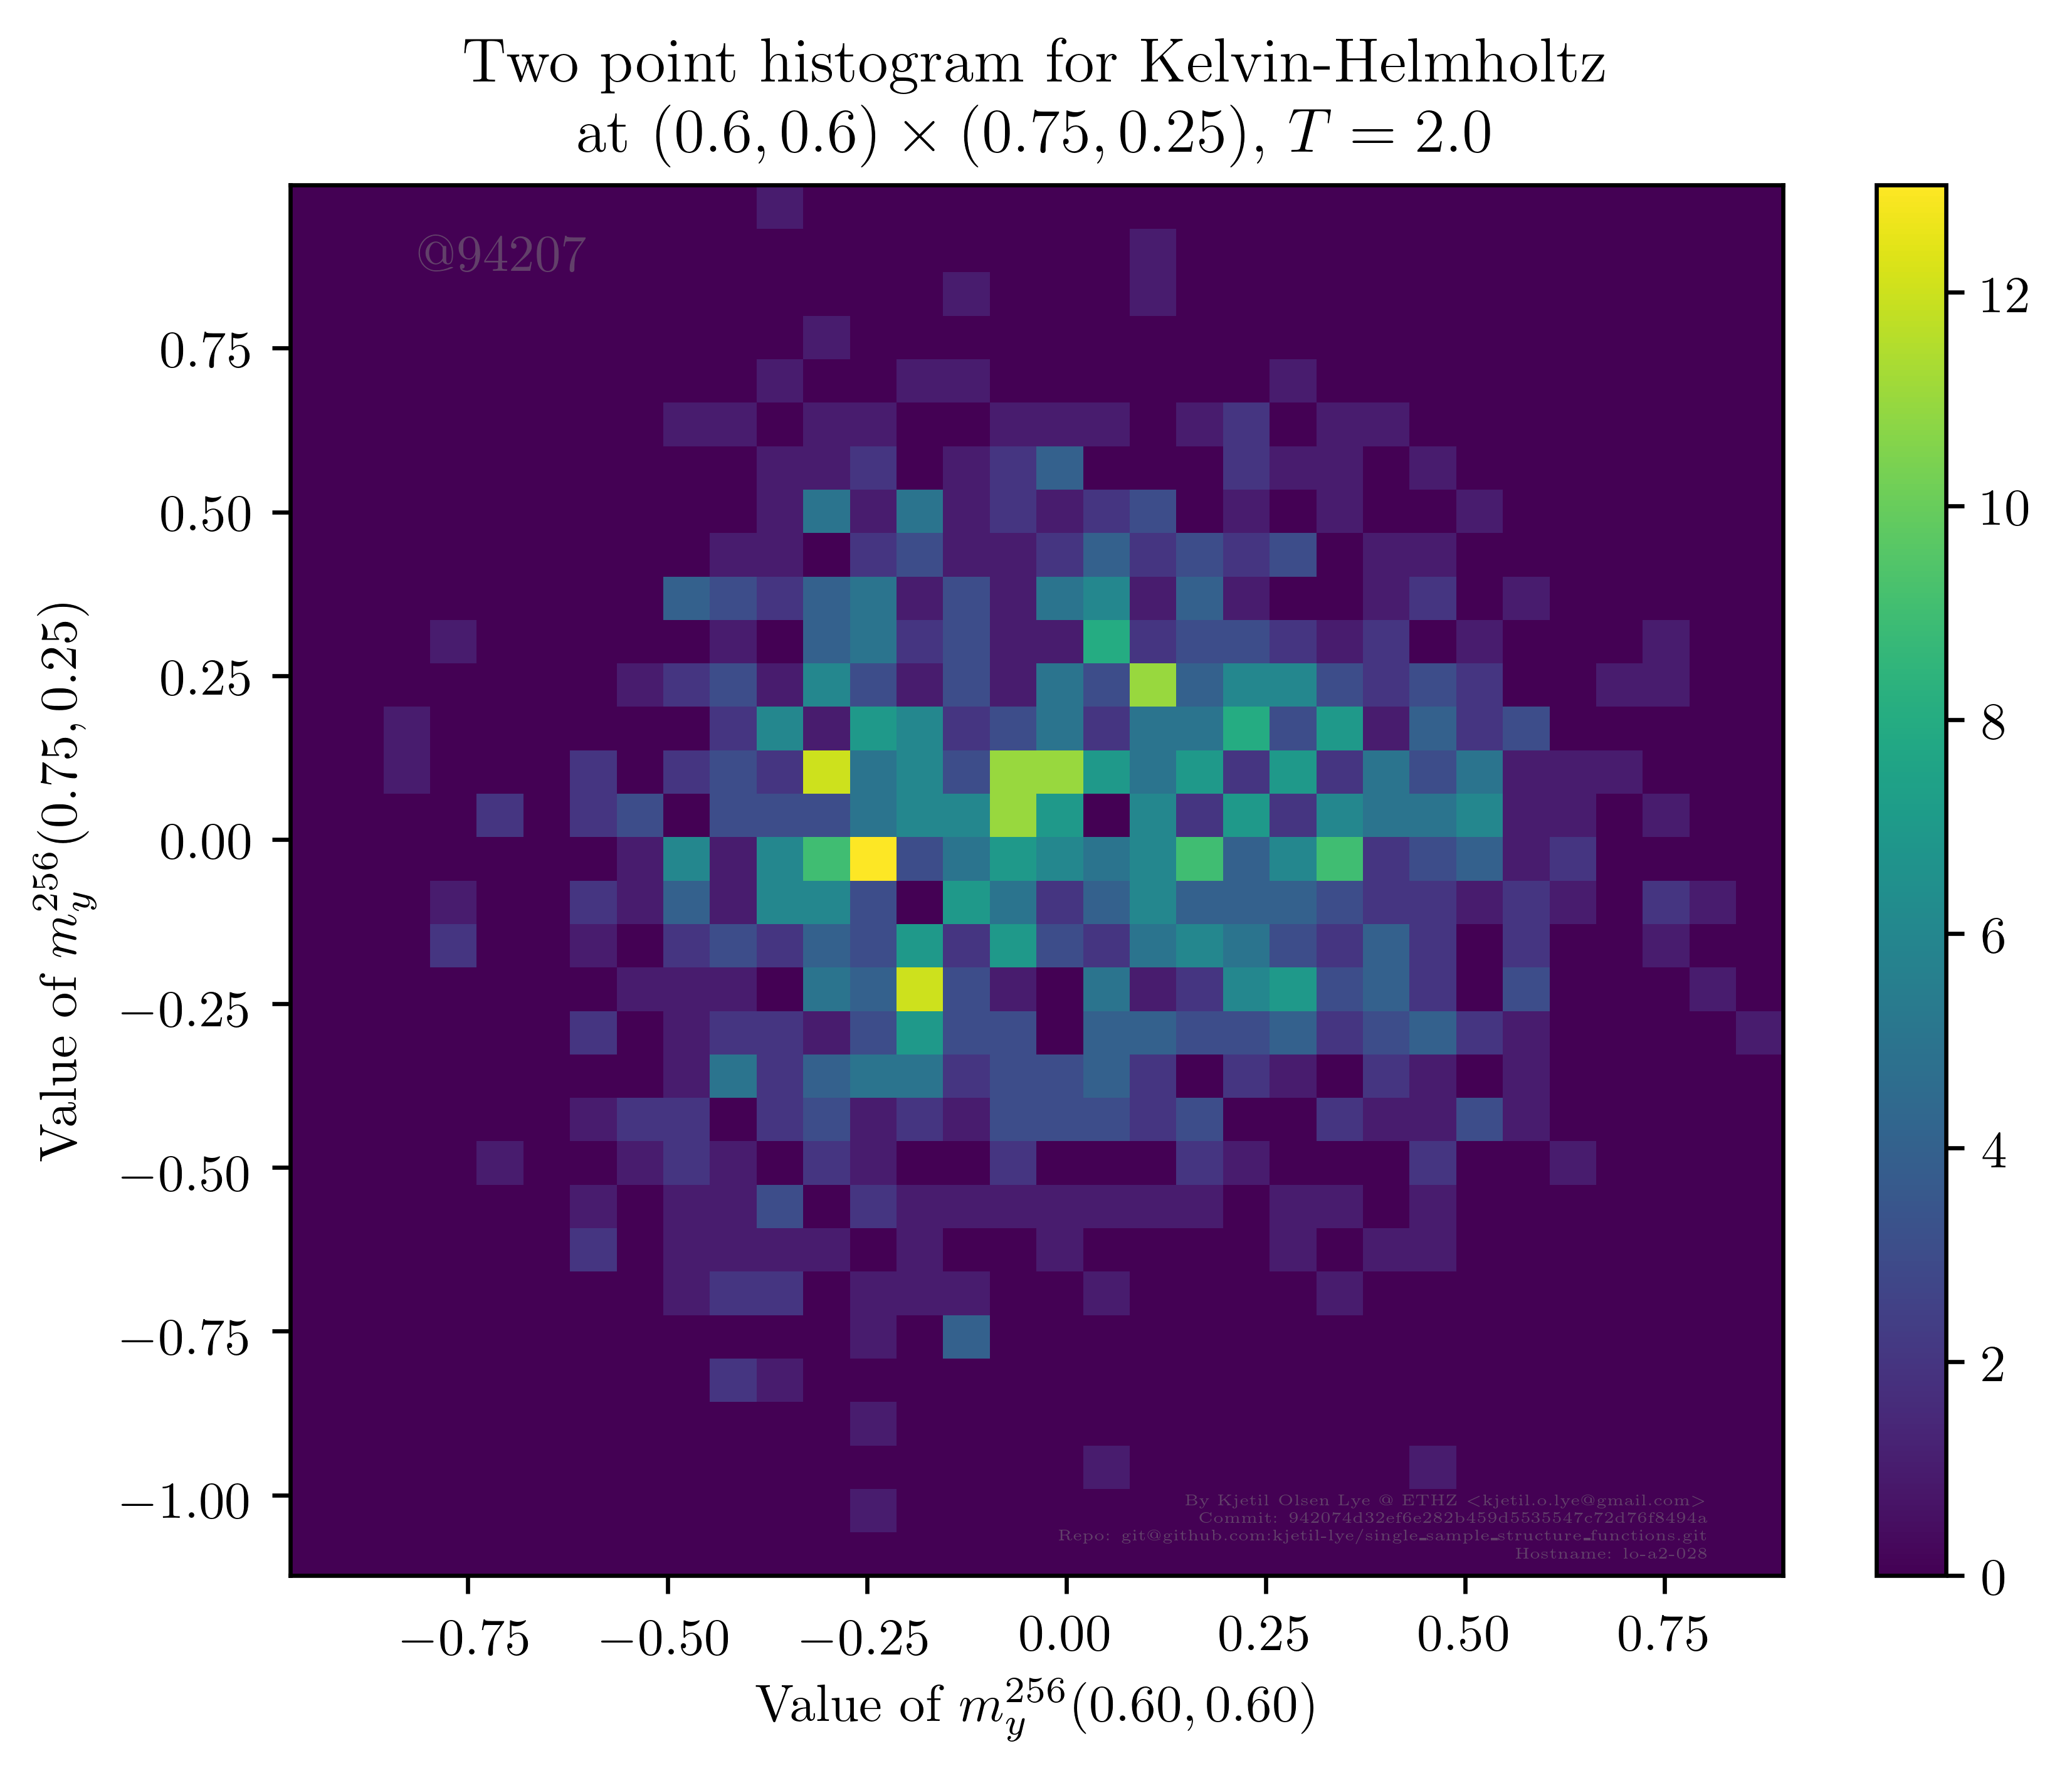 Two point histogram for Kelvin-Helmholtz
at (0.6, 0.6) × (0.75, 0.25), T = 2.0
@94207
0.75
0.50
0.25
0.00
−0.25
−0.50
−0.75
−1.00
Value of m_y^256(0.75, 0.25)
−0.75 −0.50 −0.25 0.00 0.25 0.50 0.75
Value of m_y^256(0.60, 0.60)
12
10
8
6
4
2
0
By Kjetil Olsen Lye @ ETHZ <kjetil.o.lye@gmail.com>
Commit: 942074d32ef6e282b459d5535547c72d76f8494a
Repo: git@github.com:kjetil-lye/single_sample_structure_functions.git
Hostname: lo-a2-028